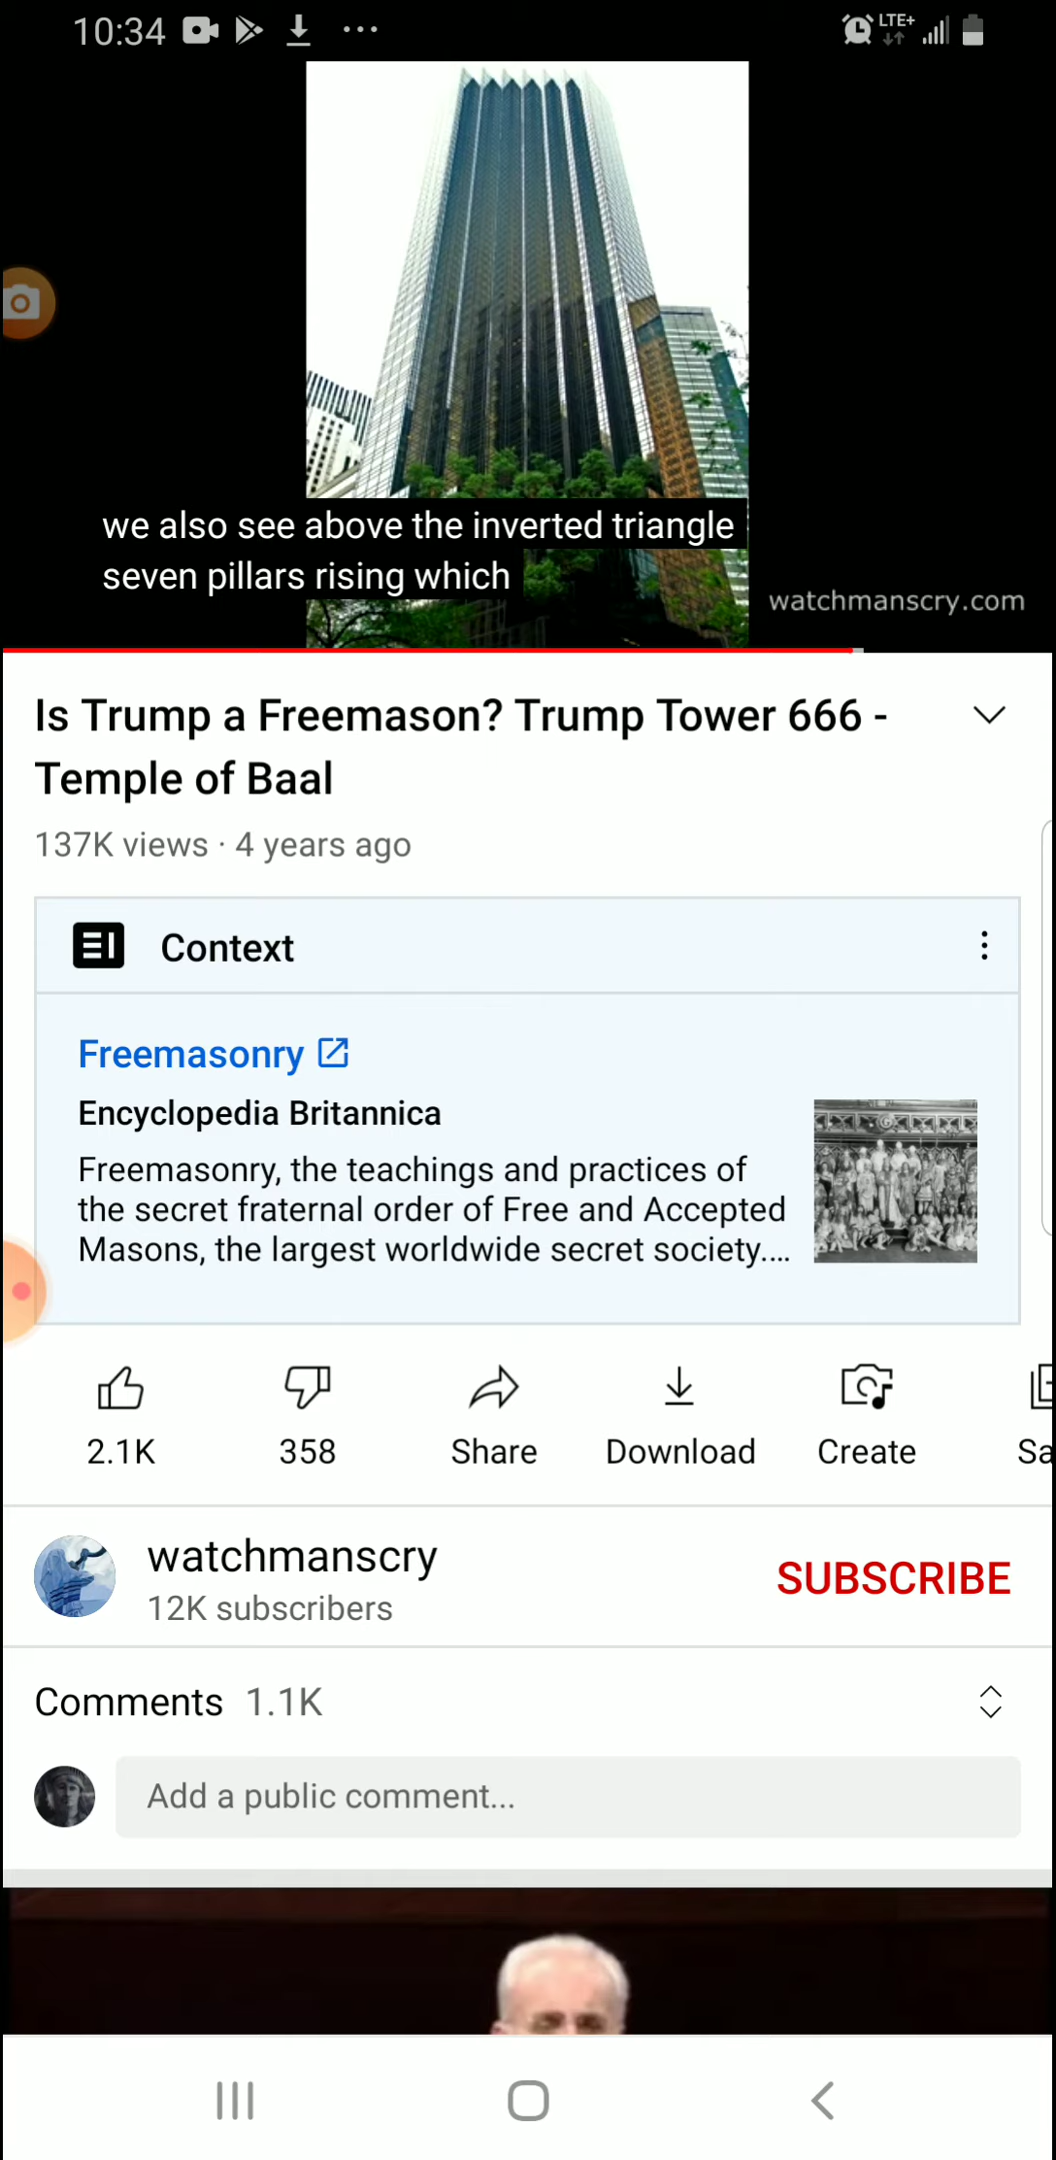 10:34
LTE+
we also see above the inverted triangle
seven pillars rising which
watchmanscry.com
Is Trump a Freemason? Trump Tower 666 -
Temple of Baal
137K views · 4 years ago
Context
Freemasonry
Encyclopedia Britannica
Freemasonry, the teachings and practices of
the secret fraternal order of Free and Accepted
Masons, the largest worldwide secret society....
2.1K
358
Share
Download
Create
Sa
watchmanscry
12K subscribers
SUBSCRIBE
Comments 1.1K
Add a public comment...